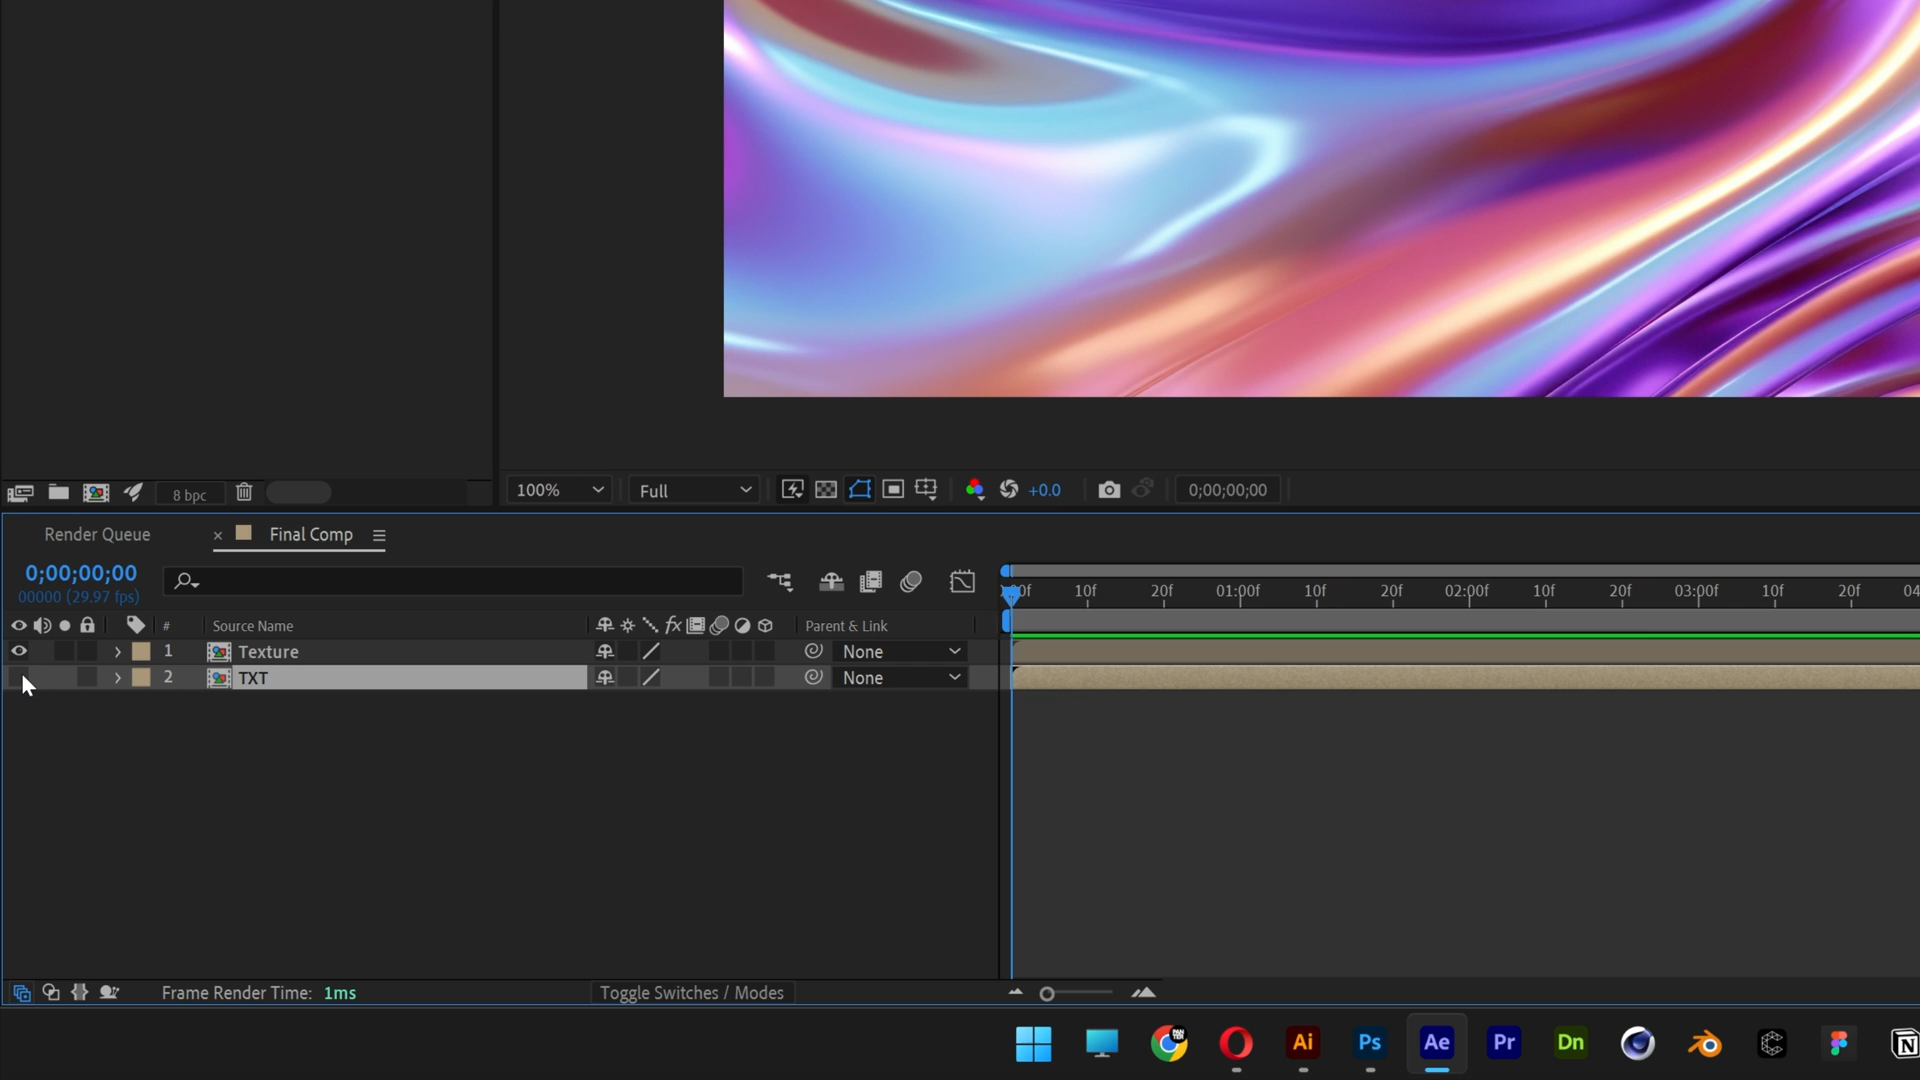 8 bpc
100% Full +0.0 0;00;00;00
Render Queue × Final Comp
0;00;00;00
00000 (29.97 fps)
10f 20f 01:00f 10f 20f 02:00f 10f 20f 03:00f 10f 20f 04
# Source Name fx Parent & Link
1 Texture None
2 TXT None
Frame Render Time: 1ms Toggle Switches / Modes
Ai Ps Ae Pr Dn N